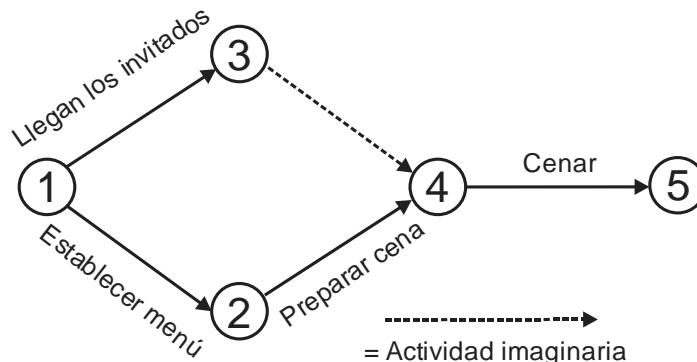 Llegan los invitados
3
1
4
Cenar
5
Establecer menú
2
Preparar cena
= Actividad imaginaria